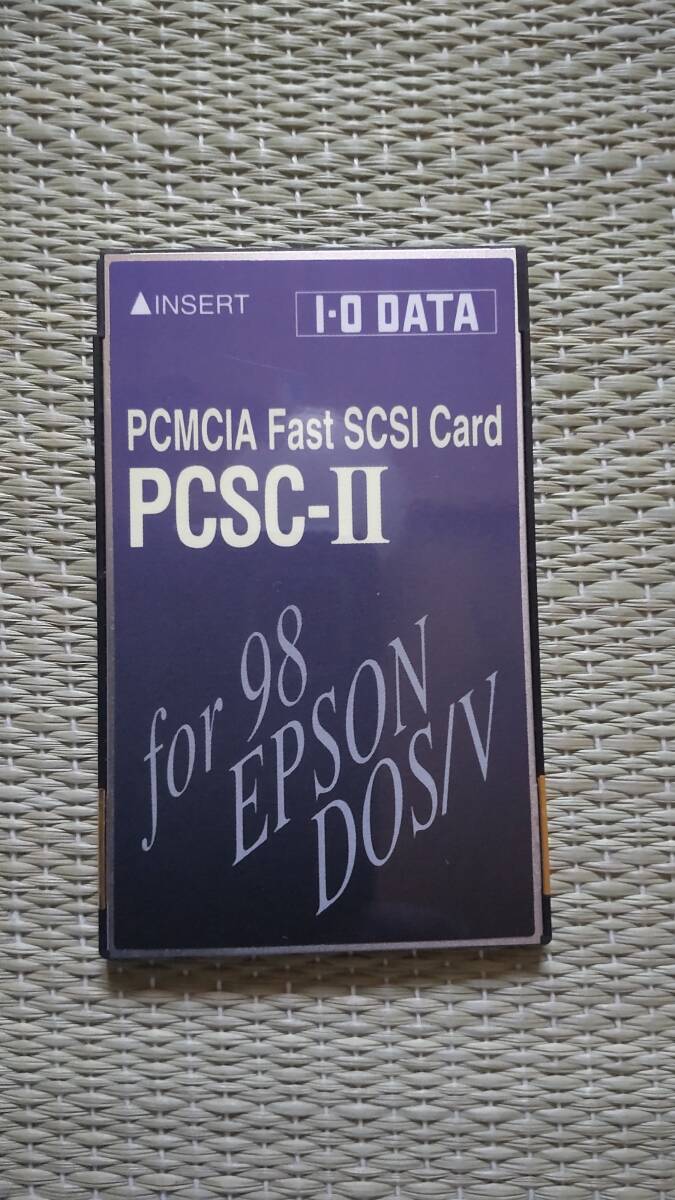 ▲INSERT
I·O DATA
PCMCIA Fast SCSI Card
PCSC-II
for 98
EPSON
DOS/V